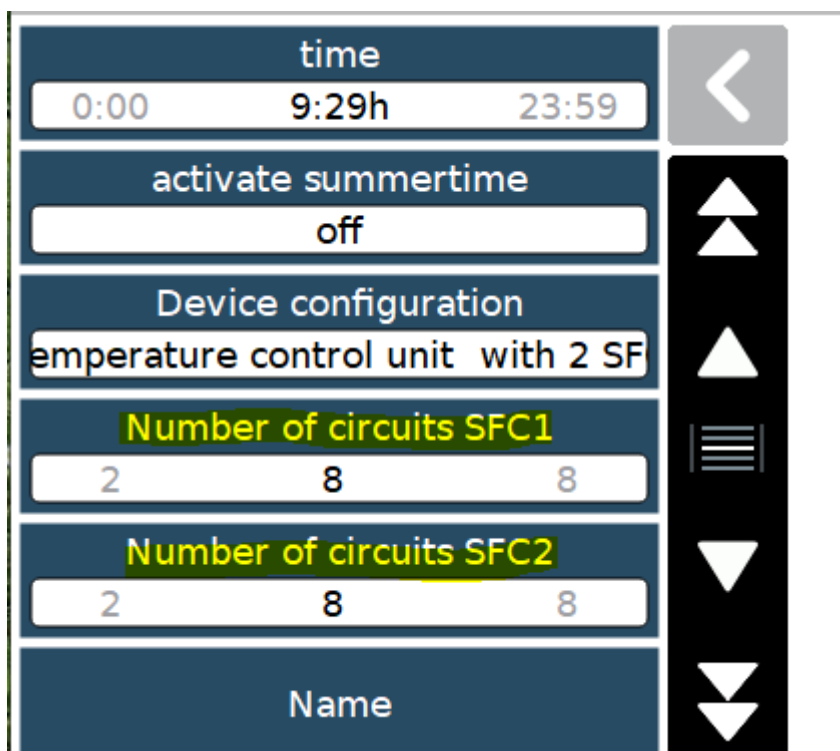 time
0:00 9:29h 23:59
activate summertime
off
Device configuration
emperature control unit with 2 SF
Number of circuits SFC1
2 8 8
Number of circuits SFC2
2 8 8
Name